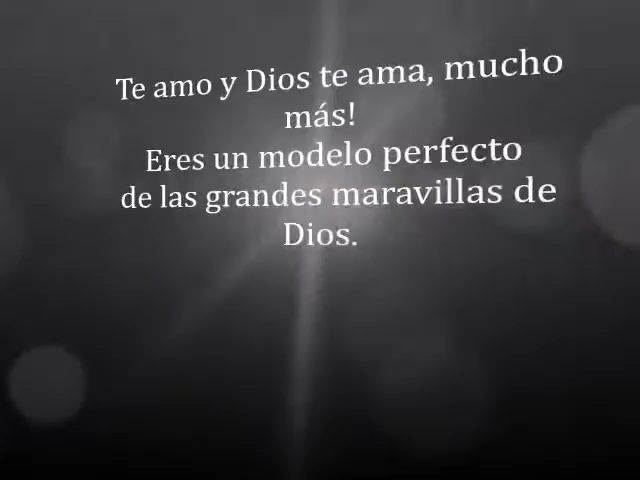 Te amo y Dios te ama, mucho
más!
Eres un modelo perfecto
de las grandes maravillas de
Dios.